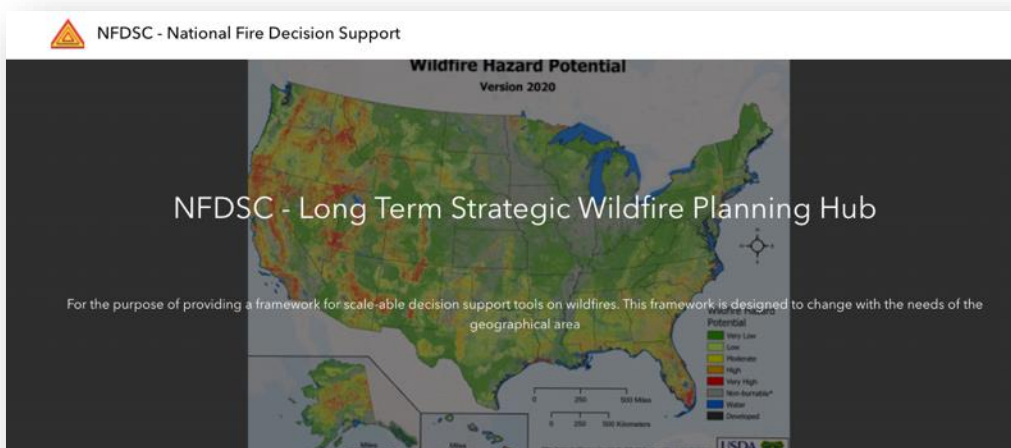 NFDSC - National Fire Decision Support
Wildfire Hazard Potential
Version 2020
NFDSC - Long Term Strategic Wildfire Planning Hub
For the purpose of providing a framework for scale-able decision support tools on wildfires. This framework is designed to change with the needs of the
geographical area
Wildfire Hazard
Potential
Very Low
Low
Moderate
High
Very High
Non-burnable*
Water
Developed
0 250 500 Miles
0 250 500 Kilometers
Miles
Miles
USDA